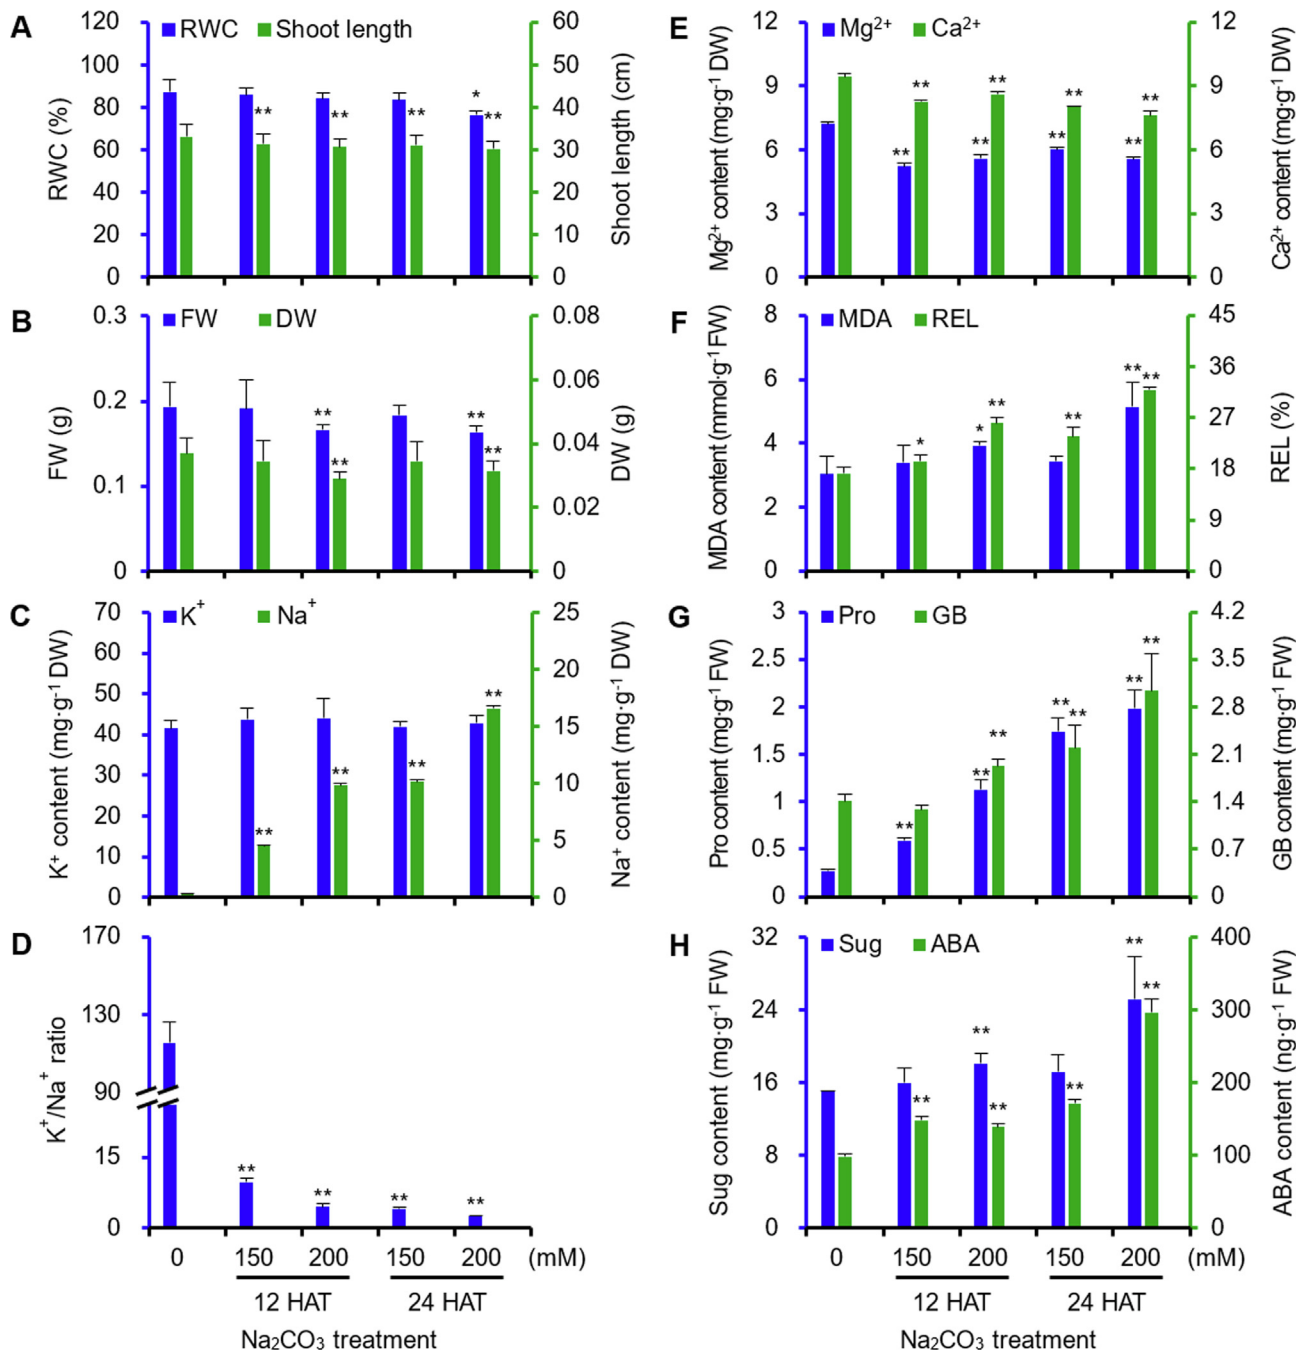 A
RWC Shoot length
RWC (%)
120
100
80
60
40
20
0
* ** ** ** ** **
60
50
40
30
20
10
0
Shoot length (cm)
E
Mg²⁺ Ca²⁺
Mg²⁺ content (mg·g⁻¹ DW)
12
9
6
3
0
** ** ** ** ** ** ** **
12
9
6
3
0
Ca²⁺ content (mg·g⁻¹ DW)
B
FW DW
FW (g)
0.3
0.2
0.1
0
** ** ** **
0.08
0.06
0.04
0.02
0
DW (g)
F
MDA REL
MDA content (mmol·g⁻¹ FW)
8
6
4
2
0
* * ** ** ** **
45
36
27
18
9
0
REL (%)
C
K⁺ Na⁺
K⁺ content (mg·g⁻¹ DW)
70
60
50
40
30
20
10
0
** ** ** **
25
20
15
10
5
0
Na⁺ content (mg·g⁻¹ DW)
G
Pro GB
Pro content (mg·g⁻¹ FW)
3
2.5
2
1.5
1
0.5
0
** ** ** ** ** ** **
4.2
3.5
2.8
2.1
1.4
0.7
0
GB content (mg·g⁻¹ FW)
D
K⁺/Na⁺ ratio
170
130
90
15
0
** ** ** **
0 150 200 150 200 (mM)
12 HAT 24 HAT
Na₂CO₃ treatment
H
Sug ABA
Sug content (mg·g⁻¹ FW)
32
24
16
8
0
** ** ** ** ** **
400
300
200
100
0
ABA content (ng·g⁻¹ FW)
0 150 200 150 200 (mM)
12 HAT 24 HAT
Na₂CO₃ treatment